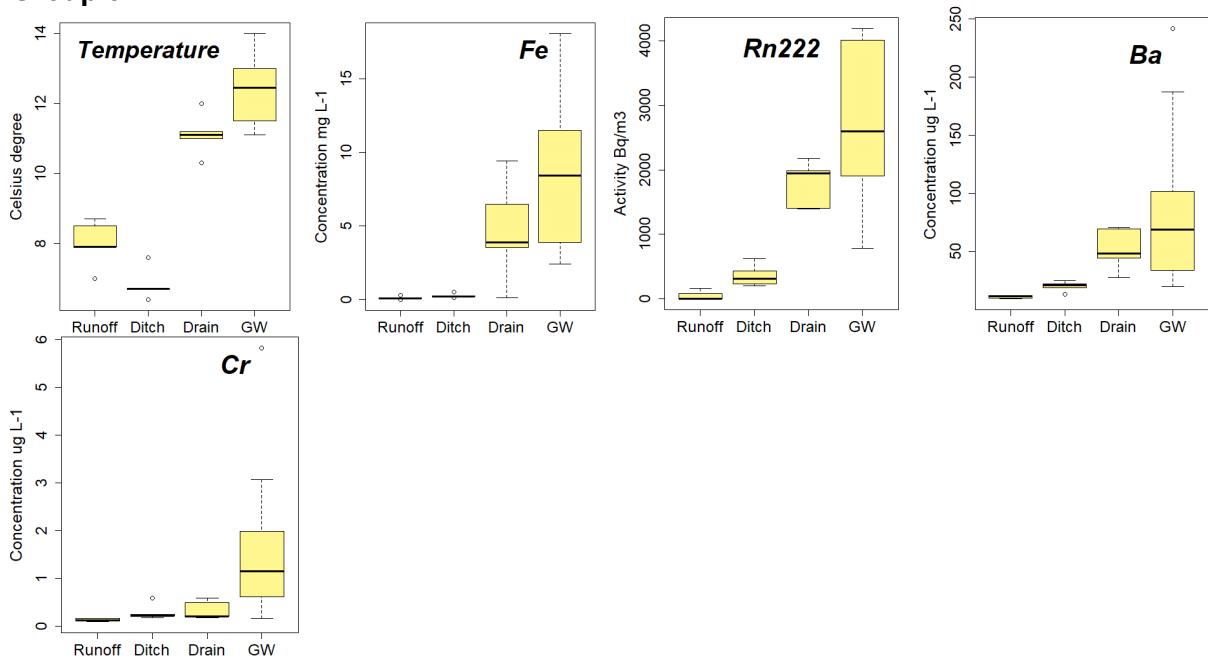 Temperature
Celsius degree
14
12
10
8
Runoff Ditch Drain GW
Fe
Concentration mg L-1
15
10
5
0
Runoff Ditch Drain GW
Rn222
Activity Bq/m3
4000
3000
2000
1000
0
Runoff Ditch Drain GW
Ba
Concentration ug L-1
250
200
150
100
50
Runoff Ditch Drain GW
Cr
Concentration ug L-1
6
5
4
3
2
1
0
Runoff Ditch Drain GW